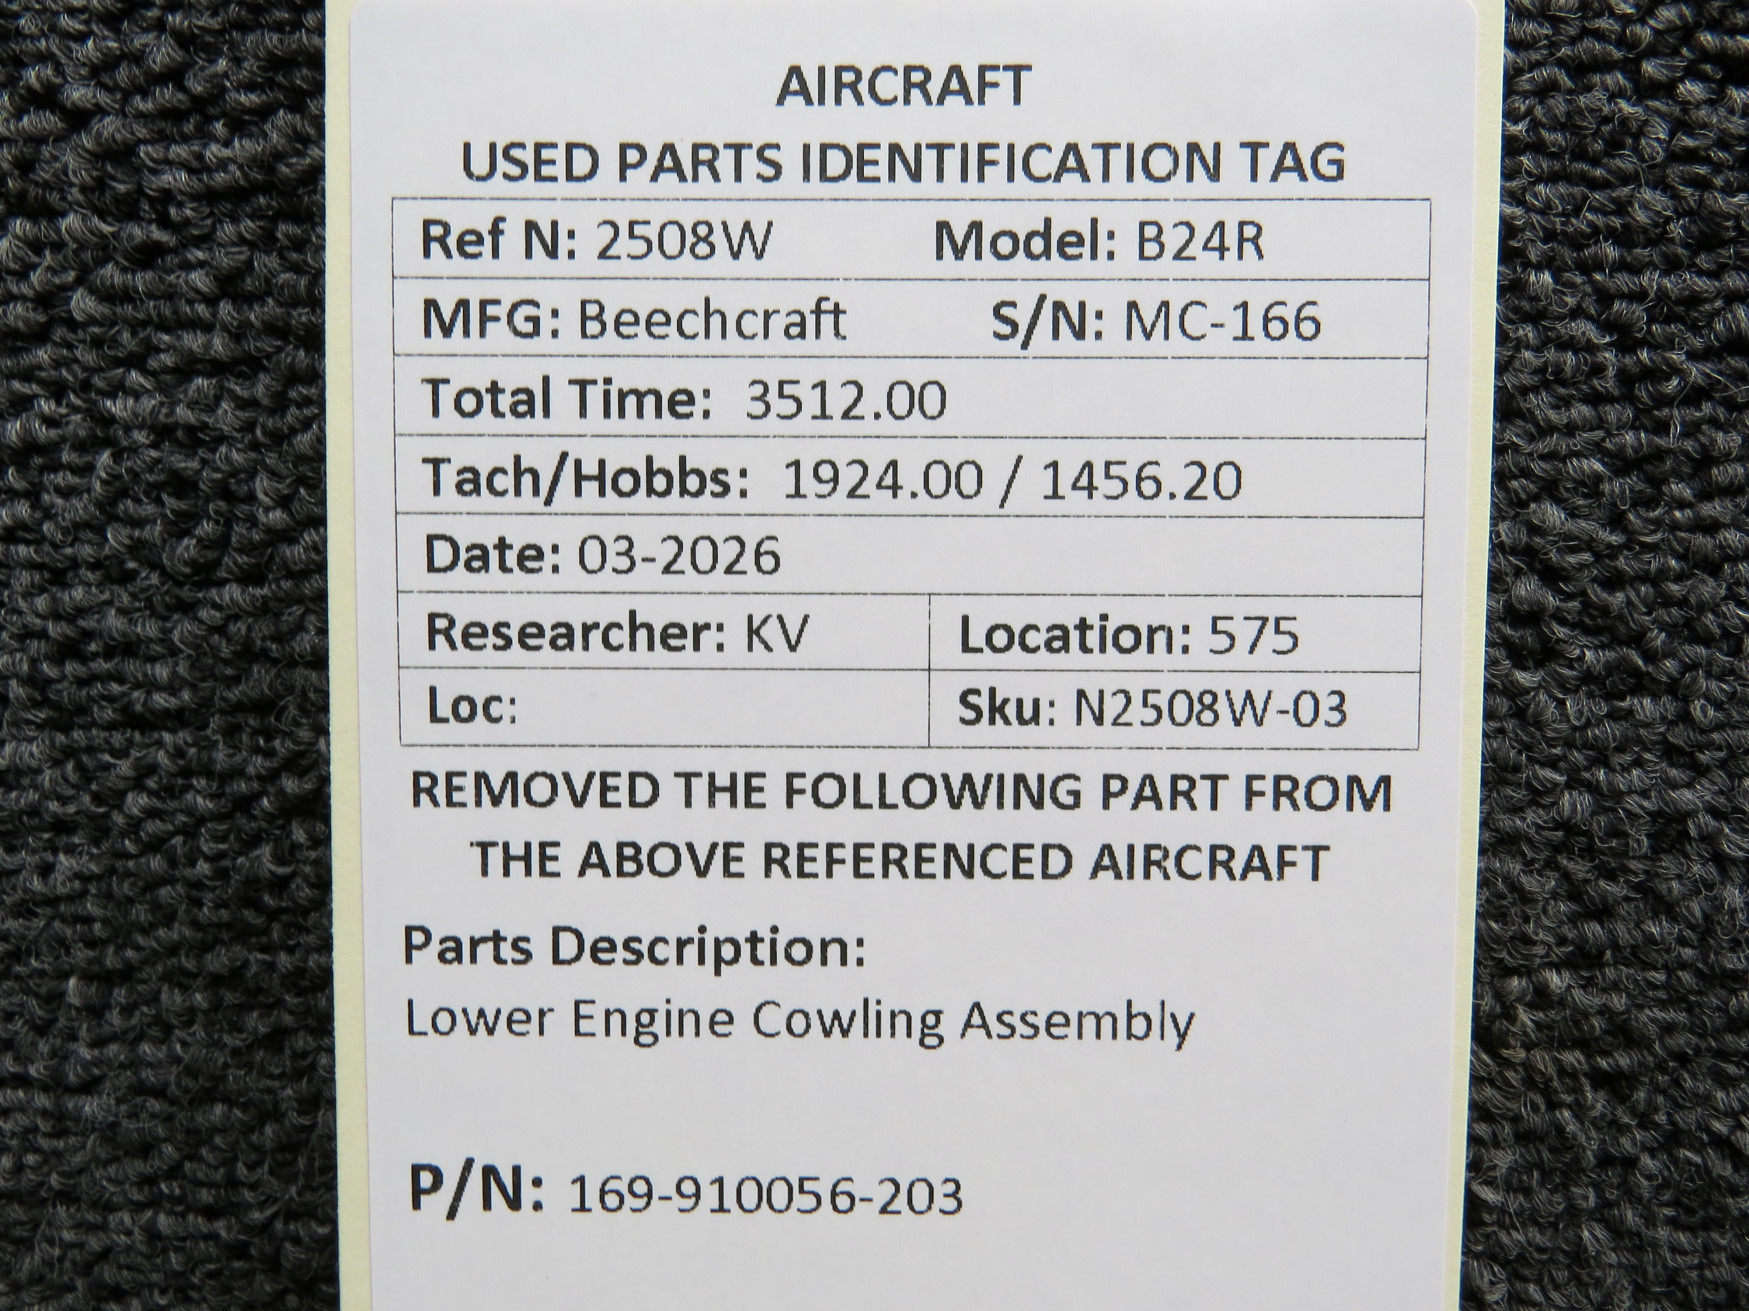 AIRCRAFT
USED PARTS IDENTIFICATION TAG
Ref N: 2508W Model: B24R
MFG: Beechcraft S/N: MC-166
Total Time: 3512.00
Tach/Hobbs: 1924.00 / 1456.20
Date: 03-2026
Researcher: KV Location: 575
Loc: Sku: N2508W-03
REMOVED THE FOLLOWING PART FROM
THE ABOVE REFERENCED AIRCRAFT
Parts Description:
Lower Engine Cowling Assembly
P/N: 169-910056-203